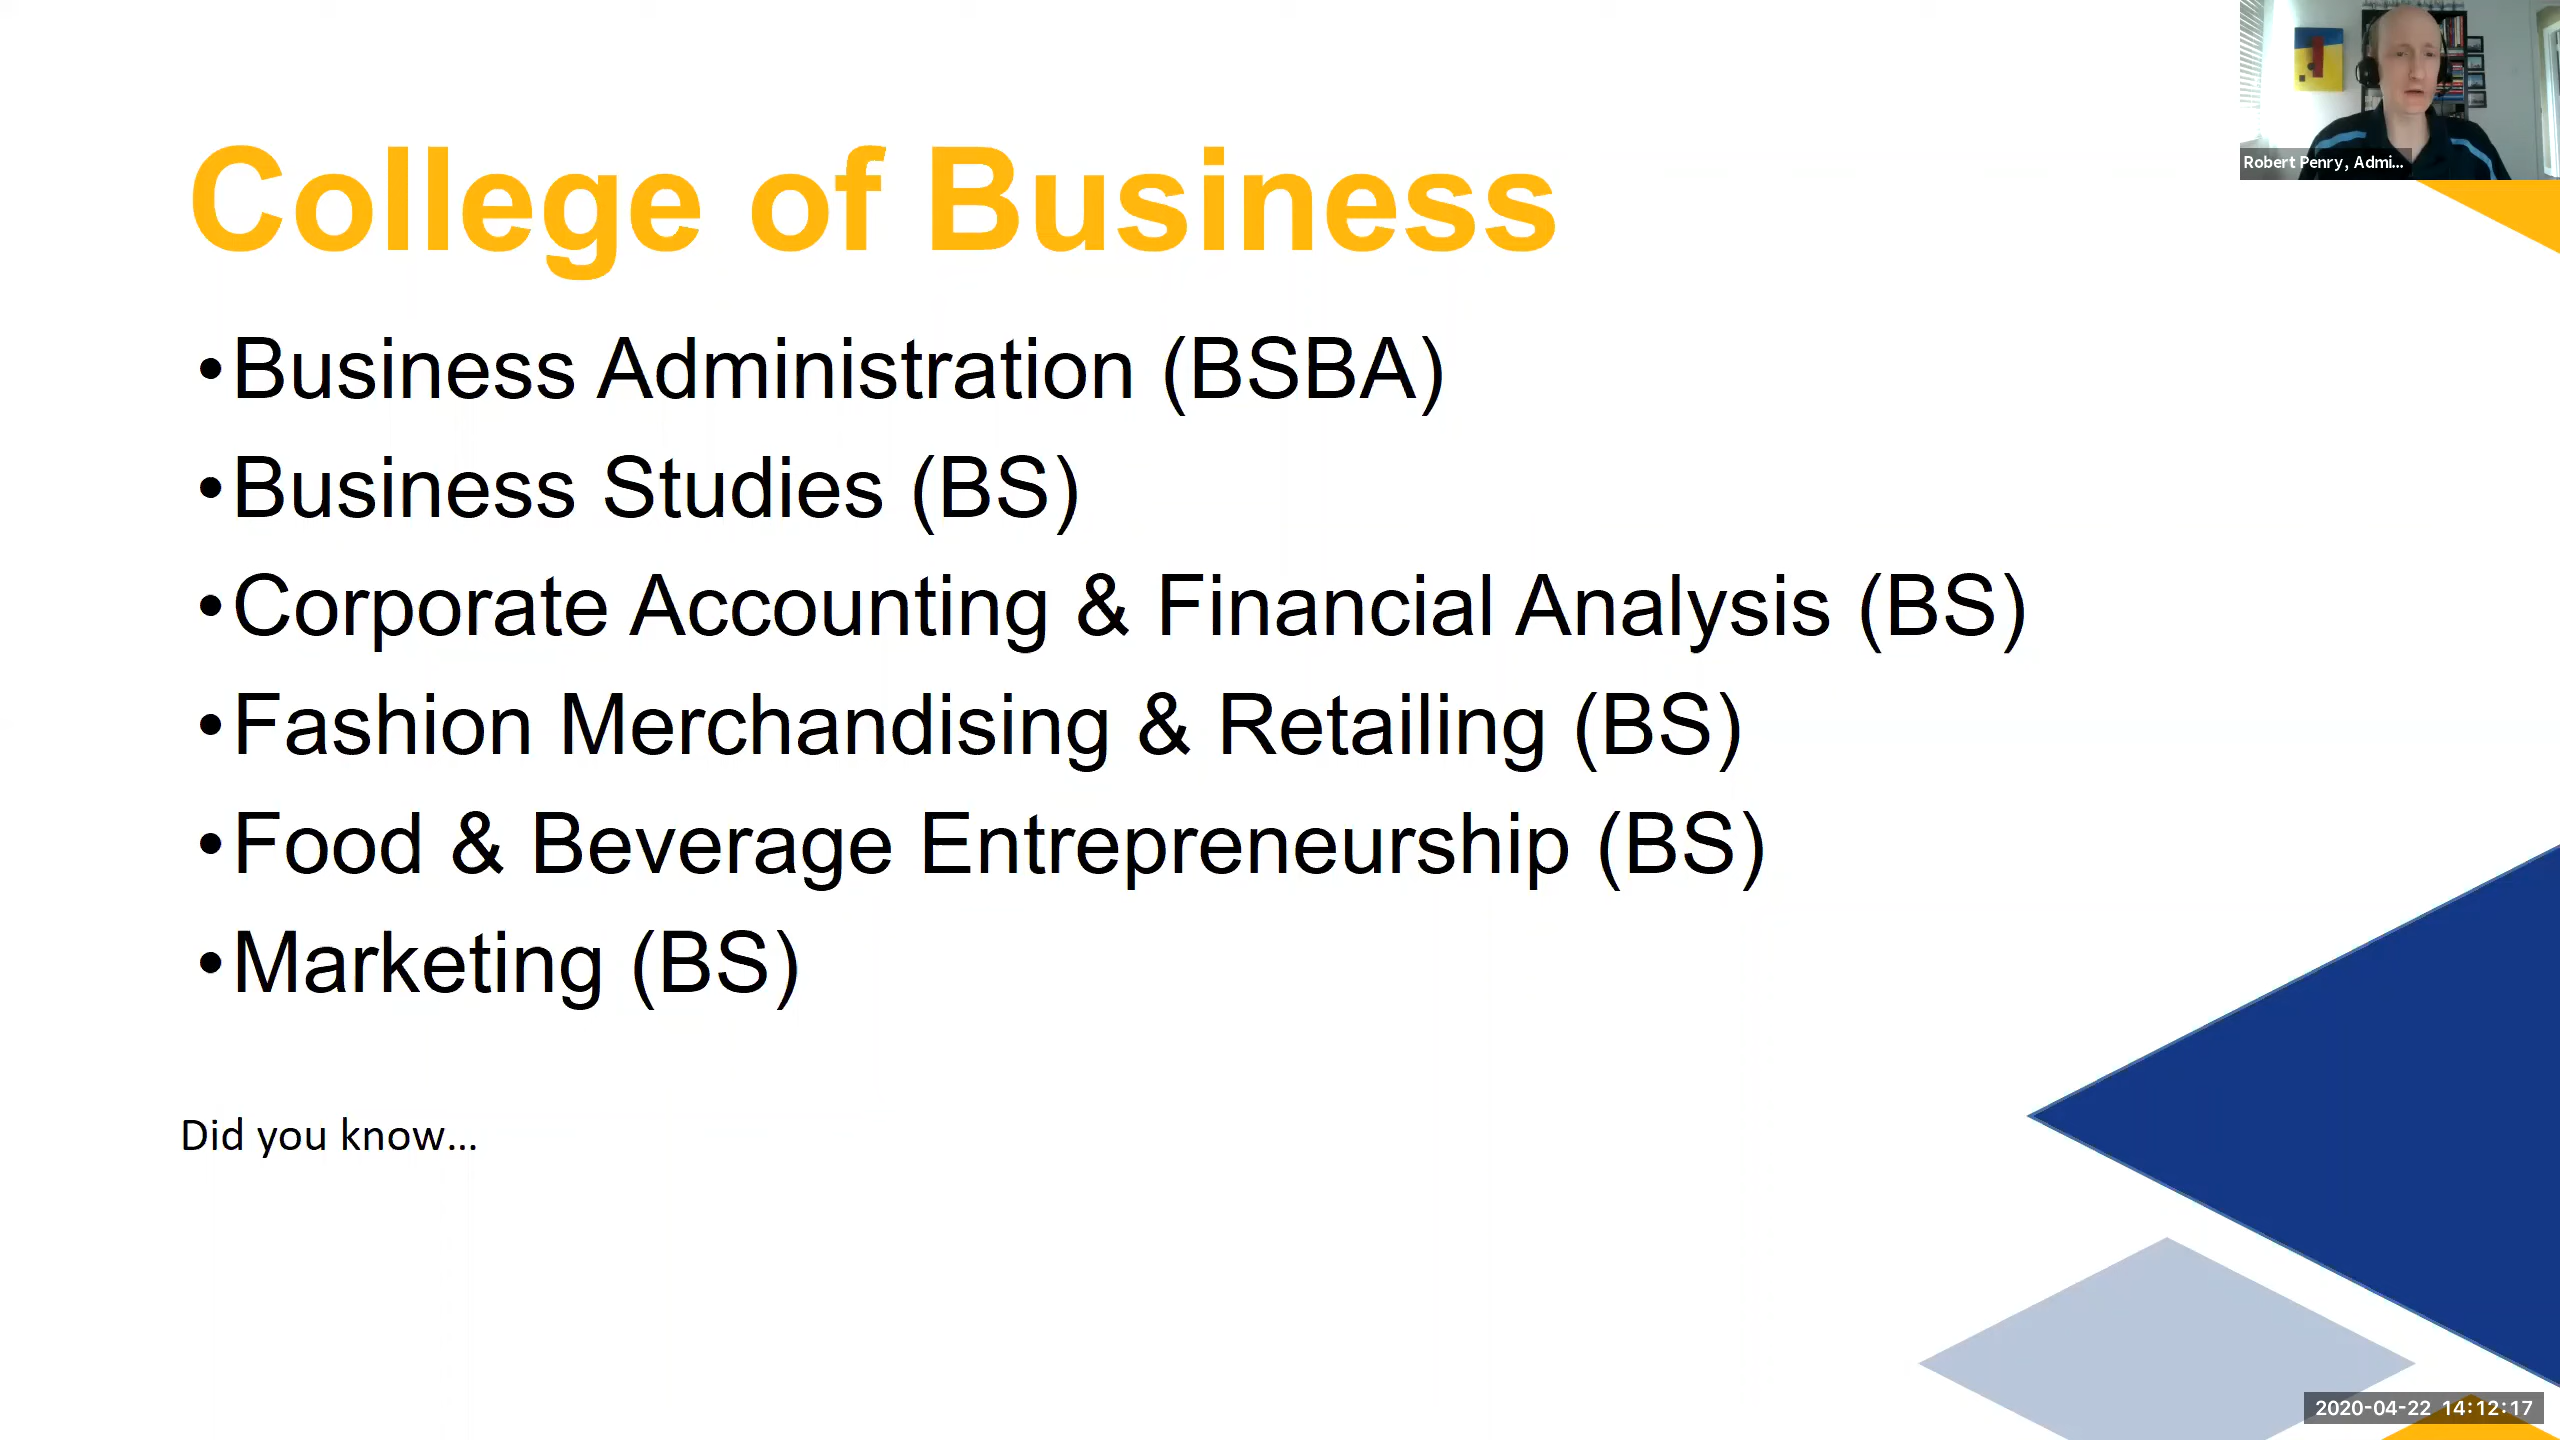 Robert Penry, Admi...
College of Business
•Business Administration (BSBA)
•Business Studies (BS)
•Corporate Accounting & Financial Analysis (BS)
•Fashion Merchandising & Retailing (BS)
•Food & Beverage Entrepreneurship (BS)
•Marketing (BS)
Did you know...
2020-04-22 14:12:17